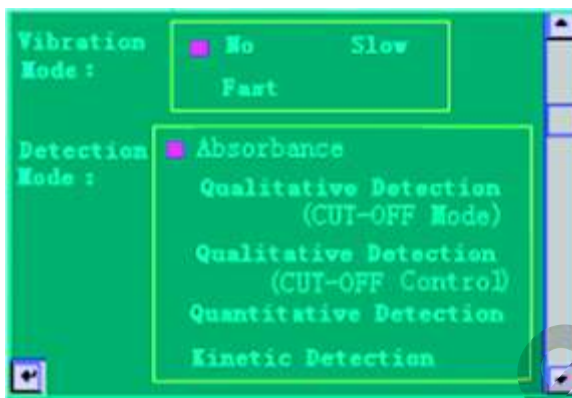 Vibration
Mode :
No Slow
Fast
Detection
Mode :
Absorbance
Qualitative Detection
(CUT-OFF Mode)
Qualitative Detection
(CUT-OFF Control)
Quantitative Detection
Kinetic Detection